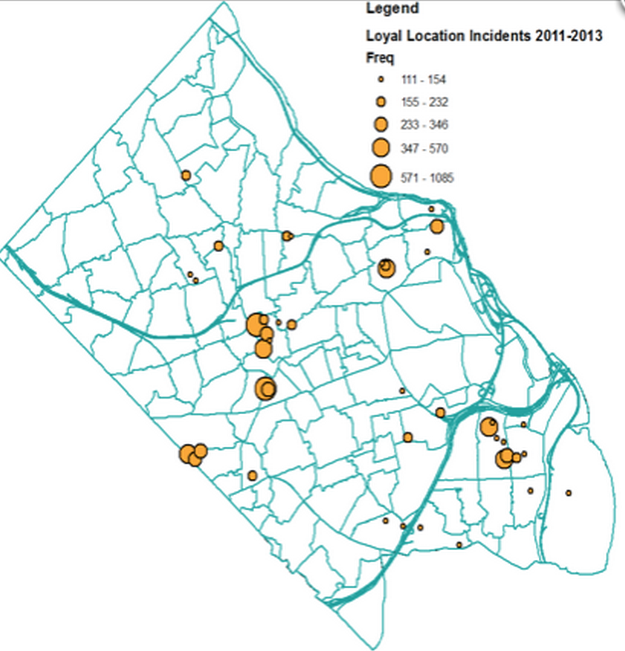 Legend
Loyal Location Incidents 2011-2013
Freq
111 - 154
155 - 232
233 - 346
347 - 570
571 - 1085